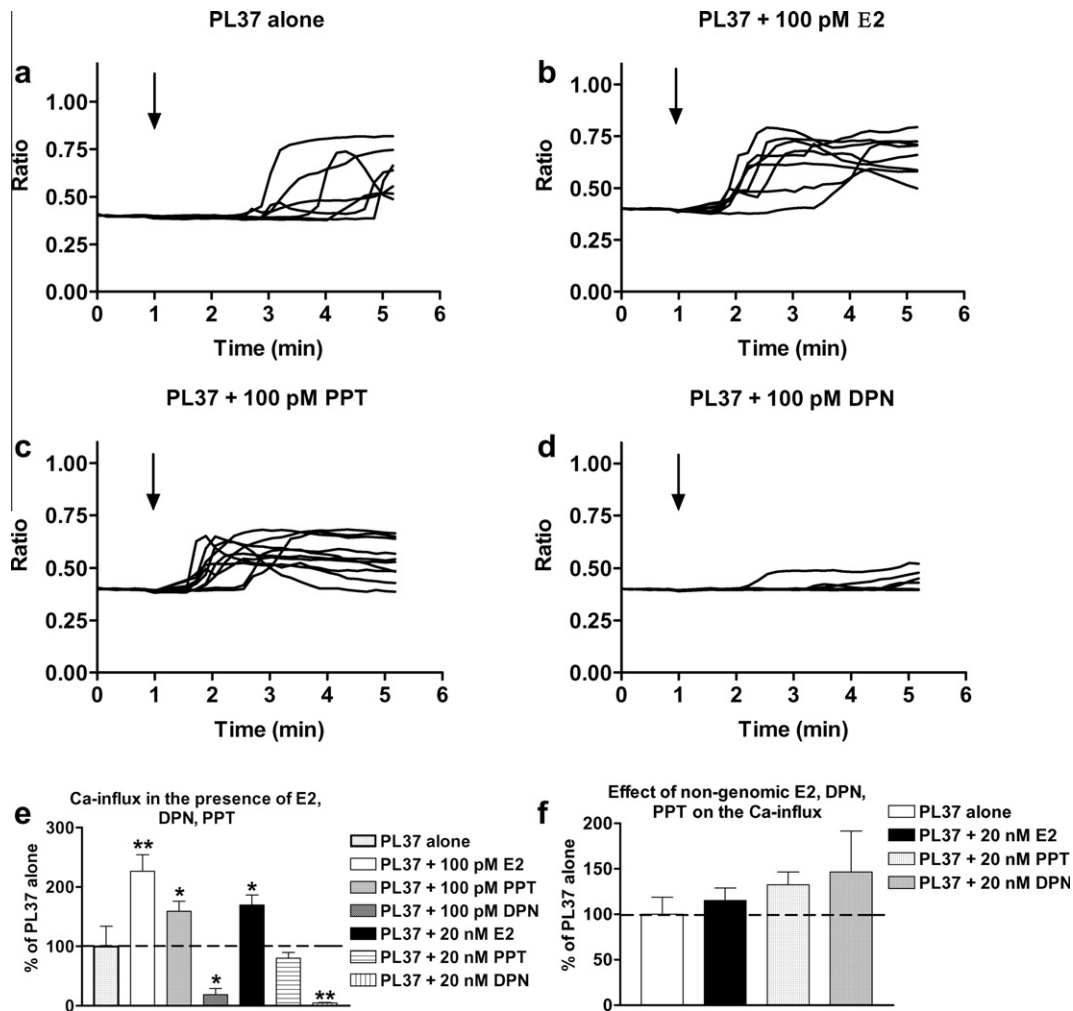 PL37 alone
a
1.00
0.75
0.50
0.25
0.00
Ratio
0 1 2 3 4 5 6
Time (min)
PL37 + 100 pM E2
b
1.00
0.75
0.50
0.25
0.00
Ratio
0 1 2 3 4 5 6
Time (min)
PL37 + 100 pM PPT
c
1.00
0.75
0.50
0.25
0.00
Ratio
0 1 2 3 4 5 6
Time (min)
PL37 + 100 pM DPN
d
1.00
0.75
0.50
0.25
0.00
Ratio
0 1 2 3 4 5 6
Time (min)
e
Ca-influx in the presence of E2,
DPN, PPT
300
200
100
0
% of PL37 alone
**
*
*
*
**
PL37 alone
PL37 + 100 pM E2
PL37 + 100 pM PPT
PL37 + 100 pM DPN
PL37 + 20 nM E2
PL37 + 20 nM PPT
PL37 + 20 nM DPN
f
Effect of non-genomic E2, DPN,
PPT on the Ca-influx
200
150
100
50
0
% of PL37 alone
PL37 alone
PL37 + 20 nM E2
PL37 + 20 nM PPT
PL37 + 20 nM DPN